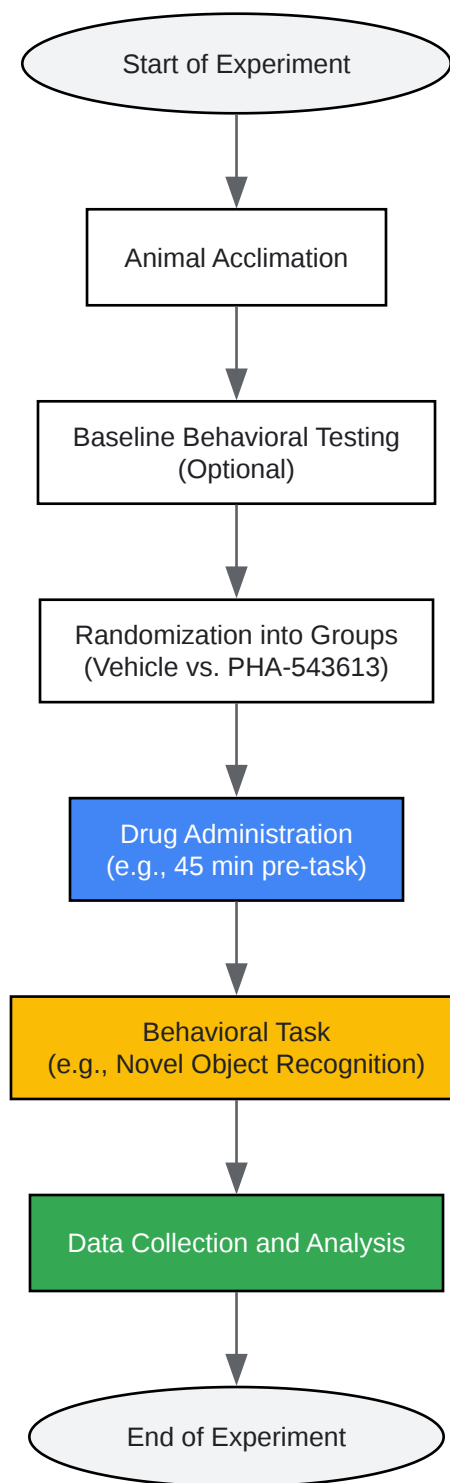 Start of Experiment
Animal Acclimation
Baseline Behavioral Testing
(Optional)
Randomization into Groups
(Vehicle vs. PHA-543613)
Drug Administration
(e.g., 45 min pre-task)
Behavioral Task
(e.g., Novel Object Recognition)
Data Collection and Analysis
End of Experiment